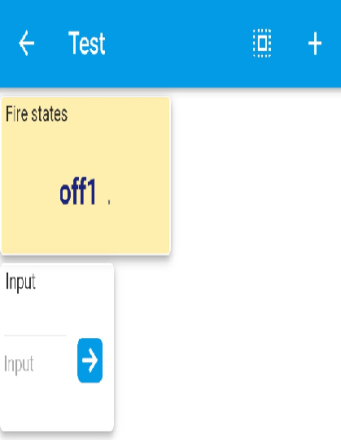 Test
Fire states
off1 .
Input
Input